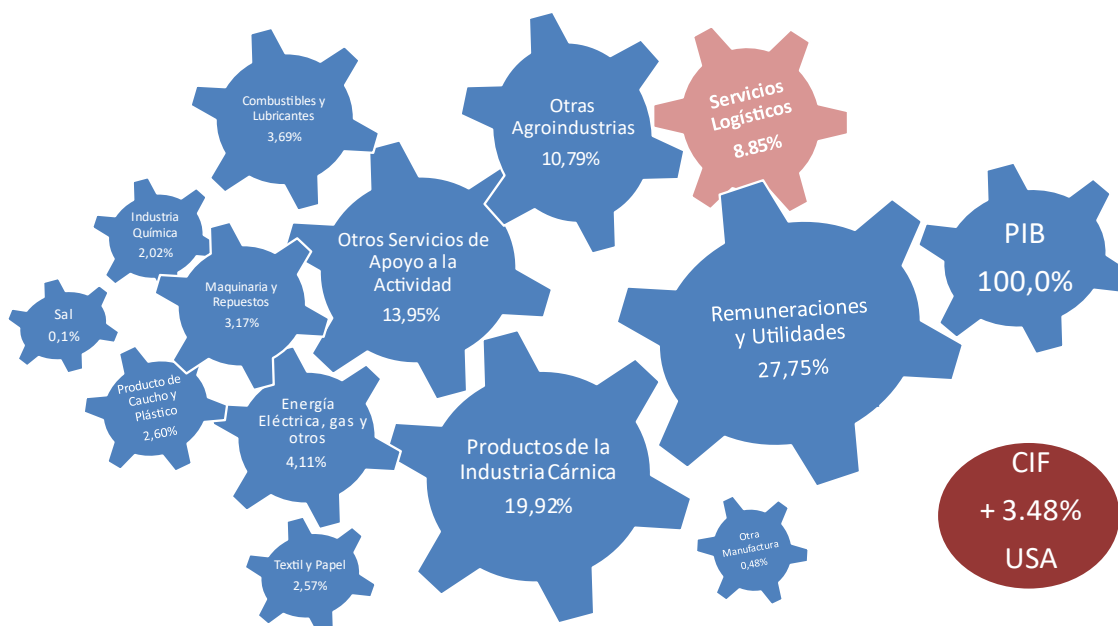 Combustibles y
Lubricantes
3,69%
Otras
Agroindustrias
10,79%
Servicios
Logísticos
8.85%
Industria
Química
2,02%
Otros Servicios de
Apoyo a la
Actividad
13,95%
PIB
100,0%
Sal
0,1%
Maquinaria y
Repuestos
3,17%
Remuneraciones
y Utilidades
27,75%
Producto de
Caucho y
Plástico
2,60%
Energía
Eléctrica, gas y
otros
4,11%
Productos de la
Industria Cárnica
19,92%
CIF
+ 3.48%
USA
Textil y Papel
2,57%
Otra
Manufactura
0,48%